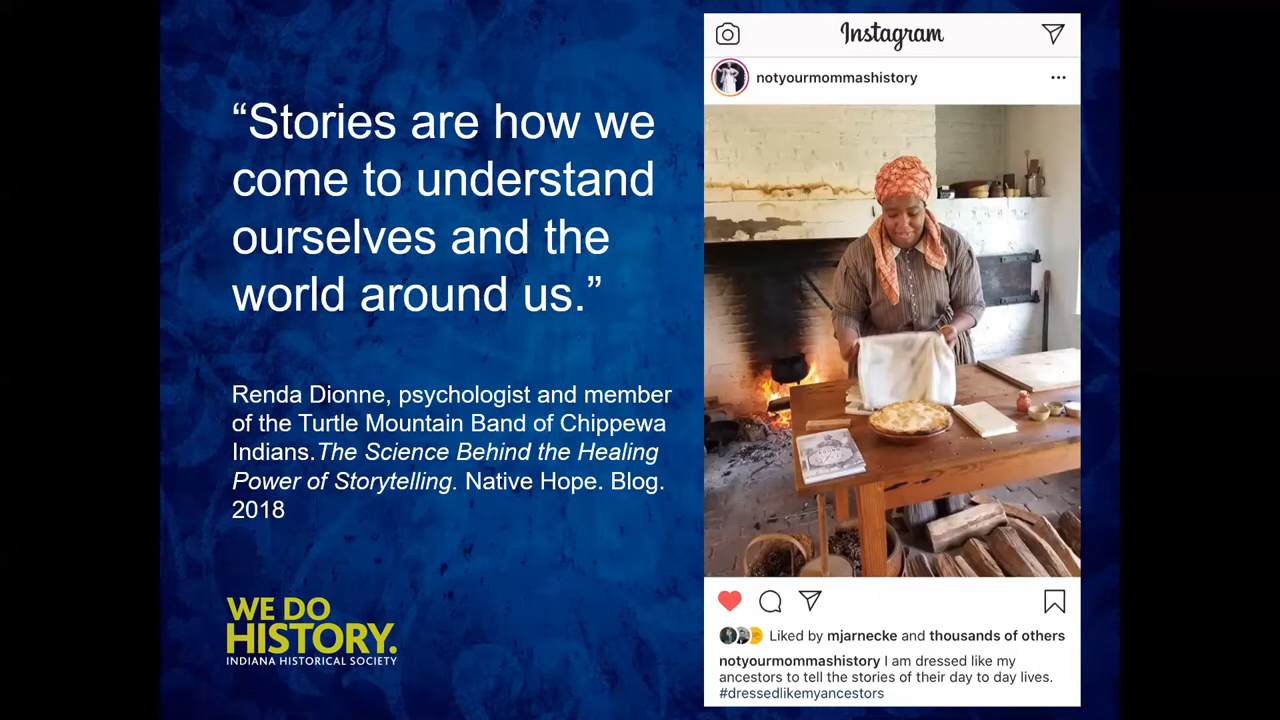 “Stories are how we
come to understand
ourselves and the
world around us.”
Renda Dionne, psychologist and member
of the Turtle Mountain Band of Chippewa
Indians.The Science Behind the Healing
Power of Storytelling. Native Hope. Blog.
2018
WE DO
HISTORY.
INDIANA HISTORICAL SOCIETY
Instagram
notyourmommashistory
Liked by mjarnecke and thousands of others
notyourmommashistory I am dressed like my
ancestors to tell the stories of their day to day lives.
#dressedlikemyancestors